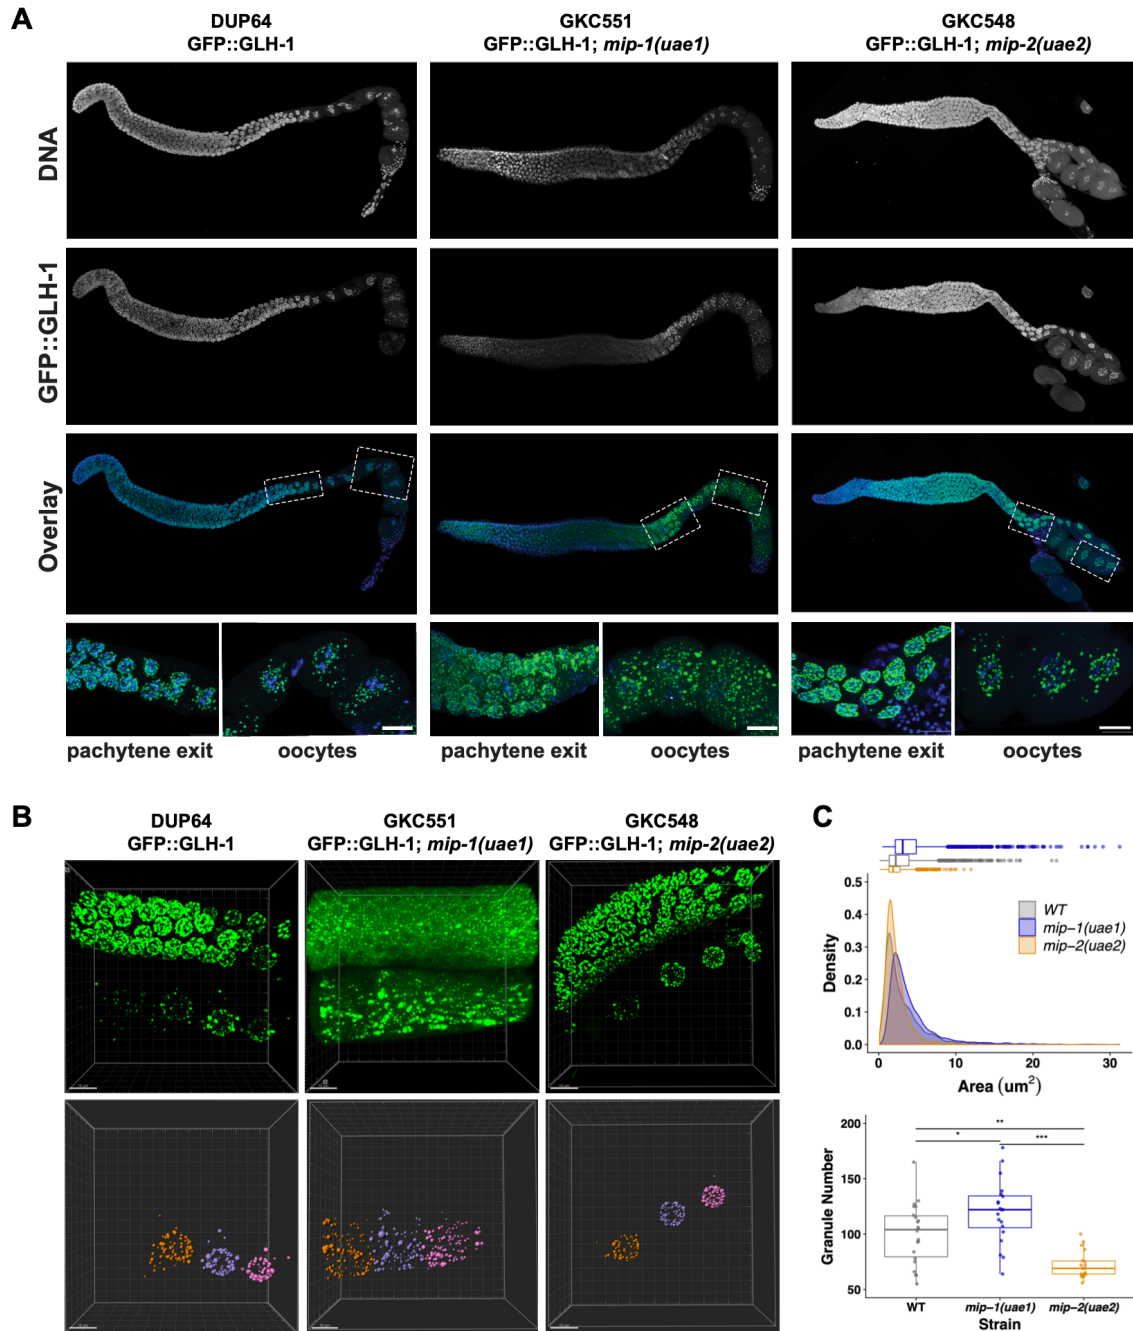 A
DUP64
GFP::GLH-1
GKC551
GFP::GLH-1; mip-1(uae1)
GKC548
GFP::GLH-1; mip-2(uae2)
DNA
GFP::GLH-1
Overlay
pachytene exit
oocytes
pachytene exit
oocytes
pachytene exit
oocytes
B
DUP64
GFP::GLH-1
GKC551
GFP::GLH-1; mip-1(uae1)
GKC548
GFP::GLH-1; mip-2(uae2)
C
0.5
0.4
0.3
0.2
0.1
0.0
Density
WT
mip-1(uae1)
mip-2(uae2)
0
10
20
30
Area (um²)
200
150
100
50
Granule Number
**
*
***
WT
mip-1(uae1)
mip-2(uae2)
Strain